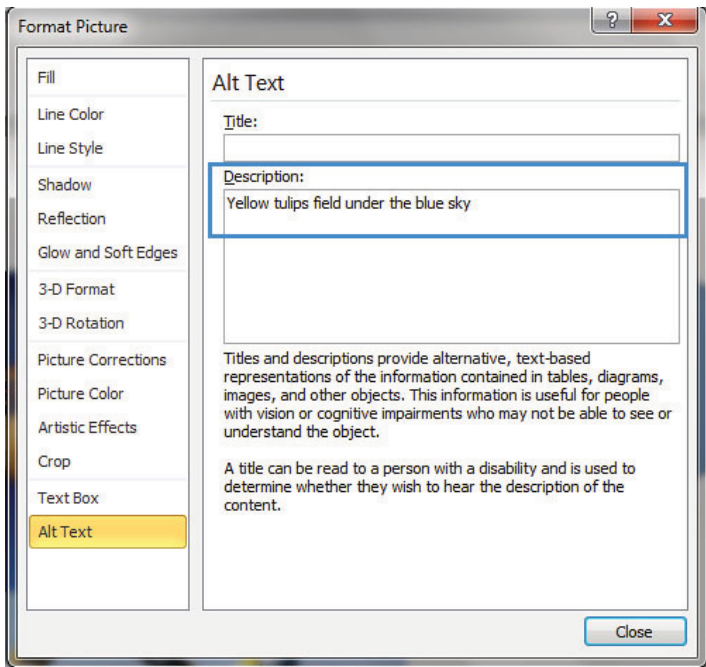 Format Picture
?
X
Fill
Line Color
Line Style
Shadow
Reflection
Glow and Soft Edges
3-D Format
3-D Rotation
Picture Corrections
Picture Color
Artistic Effects
Crop
Text Box
Alt Text
Alt Text
Title:
Description:
Yellow tulips field under the blue sky
Titles and descriptions provide alternative, text-based
representations of the information contained in tables, diagrams,
images, and other objects. This information is useful for people
with vision or cognitive impairments who may not be able to see or
understand the object.
A title can be read to a person with a disability and is used to
determine whether they wish to hear the description of the
content.
Close